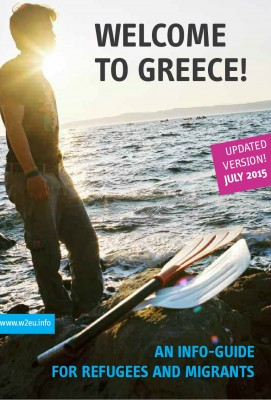 WELCOME
TO GREECE!
UPDATED
VERSION!
JULY 2015
www.w2eu.info
AN INFO-GUIDE
FOR REFUGEES AND MIGRANTS